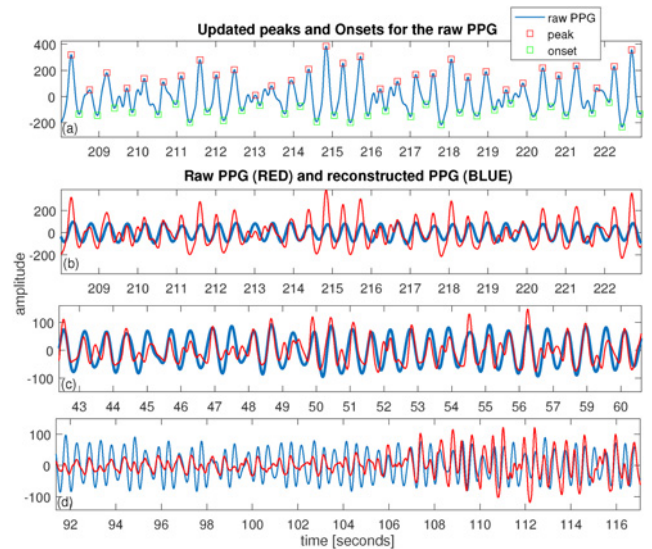 Updated peaks and Onsets for the raw PPG
raw PPG
peak
onset
400
200
0
-200
(a)
209 210 211 212 213 214 215 216 217 218 219 220 221 222
Raw PPG (RED) and reconstructed PPG (BLUE)
200
0
-200
(b)
209 210 211 212 213 214 215 216 217 218 219 220 221 222
amplitude
100
0
-100
(c)
43 44 45 46 47 48 49 50 51 52 53 54 55 56 57 59 60
100
0
-100
(d)
92 94 96 98 100 102 104 106 108 109 110 112 114 116
time [seconds]